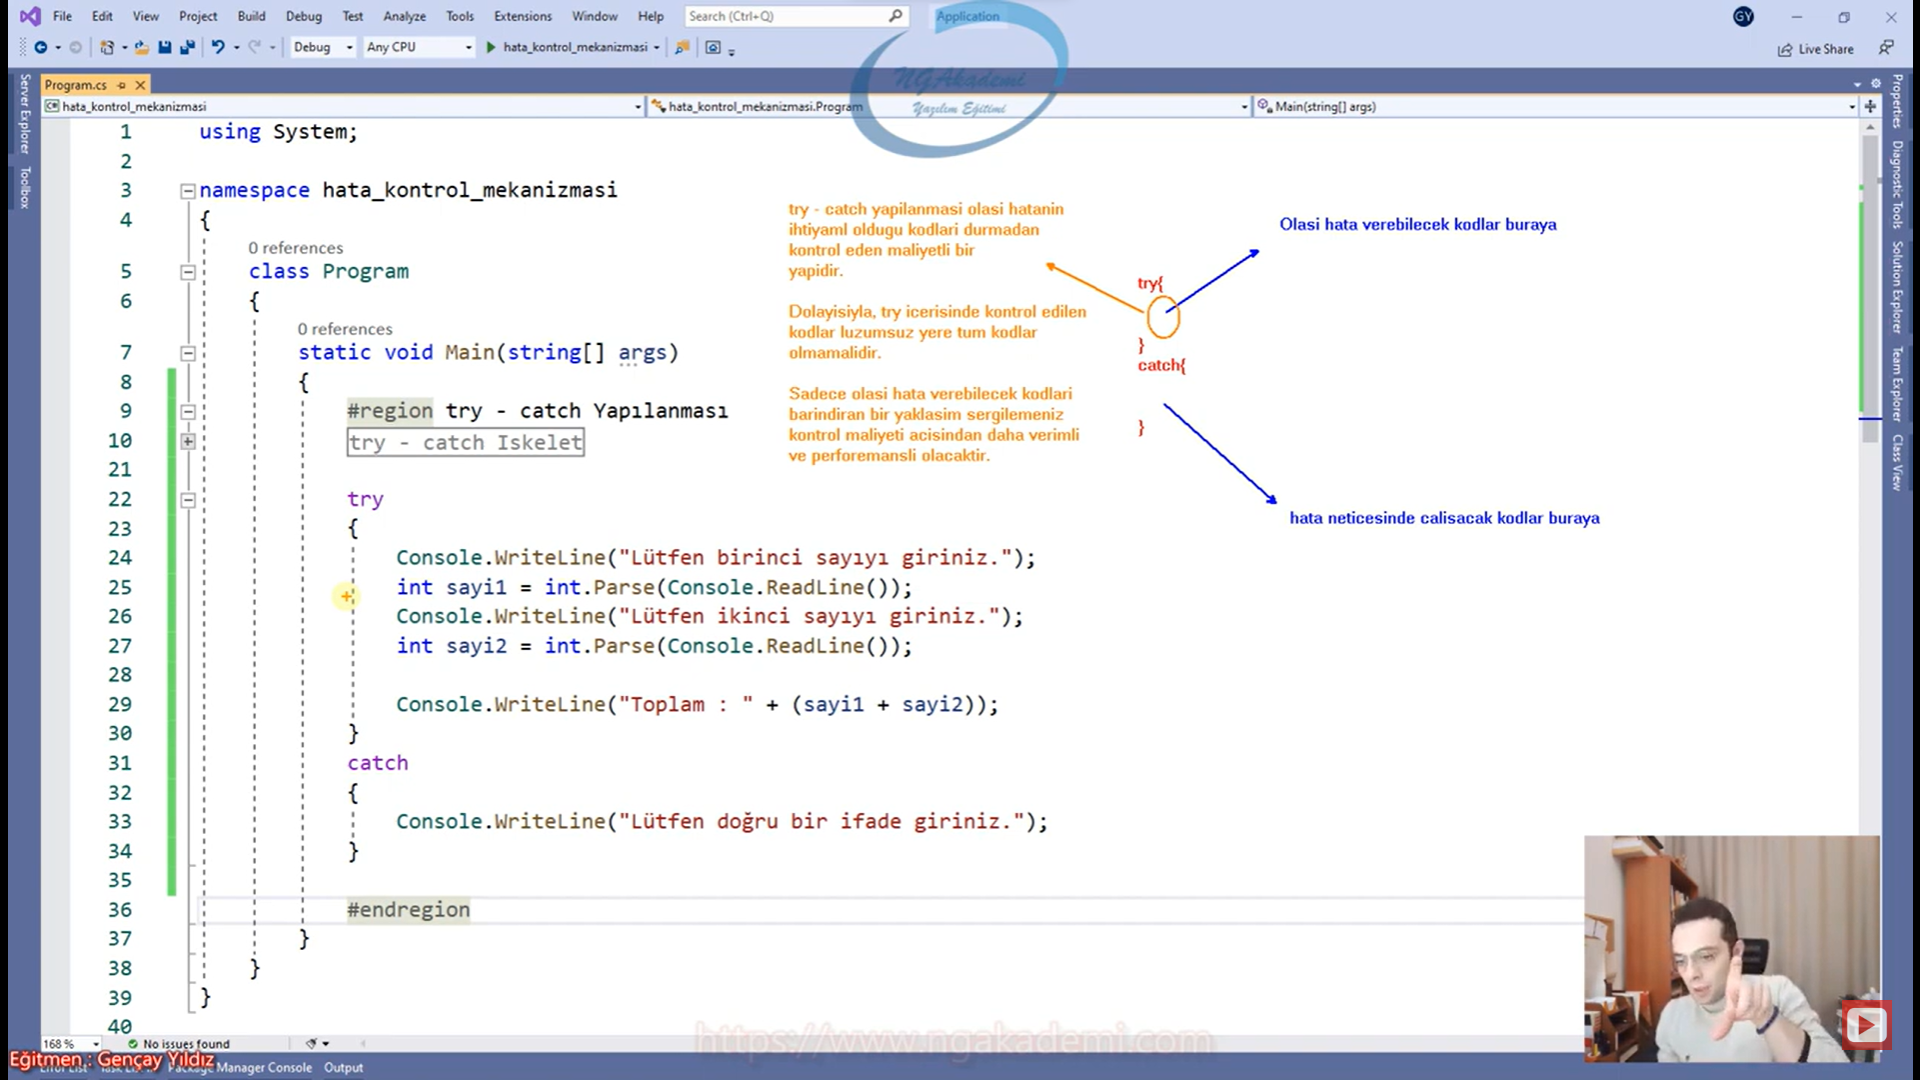 File Edit View Project Build Debug Test Analyze Tools Extensions Window Help Search (Ctrl+Q) Application GY
Debug Any CPU hata_kontrol_mekanizmasi Live Share
NGAkademi
Yazılım Eğitimi
Program.cs
hata_kontrol_mekanizmasi hata_kontrol_mekanizmasi.Program Main(string[] args)
Server Explorer
Toolbox
Properties
Diagnostic Tools
Solution Explorer
Team Explorer
Class View
1 using System;
2
3 namespace hata_kontrol_mekanizmasi
4 {
0 references
5 class Program
6 {
0 references
7 static void Main(string[] args)
8 {
9 #region try - catch Yapılanması
10 try - catch Iskelet
21
22 try
23 {
24 Console.WriteLine("Lütfen birinci sayıyı giriniz.");
25 int sayi1 = int.Parse(Console.ReadLine());
26 Console.WriteLine("Lütfen ikinci sayıyı giriniz.");
27 int sayi2 = int.Parse(Console.ReadLine());
28
29 Console.WriteLine("Toplam : " + (sayi1 + sayi2));
30 }
31 catch
32 {
33 Console.WriteLine("Lütfen doğru bir ifade giriniz.");
34 }
35
36 #endregion
37 }
38 }
39 }
40
try - catch yapilanmasi olasi hatanin
ihtiyaml oldugu kodlari durmadan
kontrol eden maliyetli bir
yapidir.
Dolayisiyla, try icerisinde kontrol edilen
kodlar luzumsuz yere tum kodlar
olmamalidir.
Sadece olasi hata verebilecek kodlari
barindiran bir yaklasim sergilemeniz
kontrol maliyeti acisindan daha verimli
ve perforemansli olacaktir.
try{
}
catch{
}
Olasi hata verebilecek kodlar buraya
hata neticesinde calisacak kodlar buraya
168 % No issues found
https://www.ngakademi.com
Eğitmen : Gençay Yıldız
Package Manager Console Output